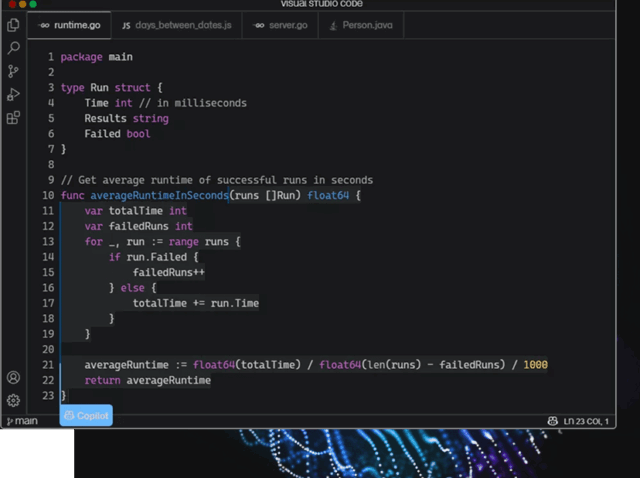 VISUAL STUDIO CODE
runtime.go JS days_between_dates.js server.go Person.java
1 package main
2
3 type Run struct {
4 Time int // in milliseconds
5 Results string
6 Failed bool
7 }
8
9 // Get average runtime of successful runs in seconds
10 func averageRuntimeInSeconds(runs []Run) float64 {
11 var totalTime int
12 var failedRuns int
13 for _, run := range runs {
14 if run.Failed {
15 failedRuns++
16 } else {
17 totalTime += run.Time
18 }
19 }
20
21 averageRuntime := float64(totalTime) / float64(len(runs) - failedRuns) / 1000
22 return averageRuntime
23 }
Copilot
main LN 23 COL 1